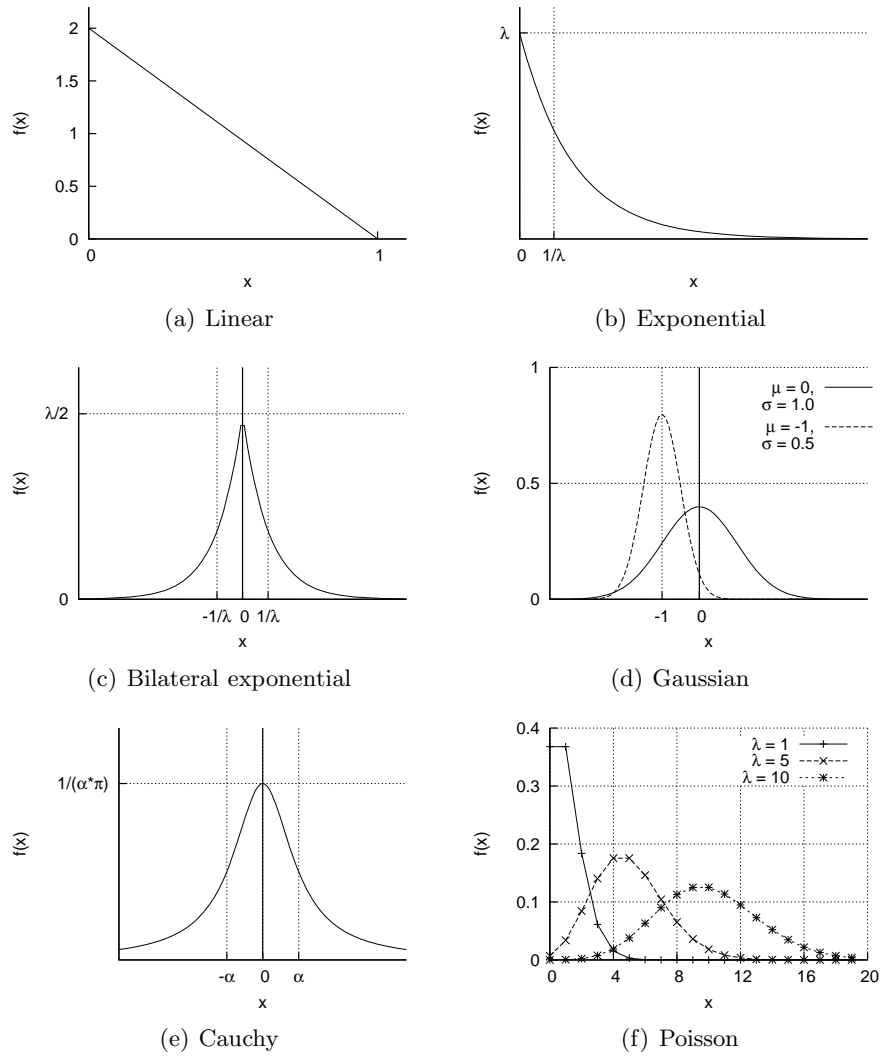 2
1.5
1
0.5
0
f(x)
0 1
x
(a) Linear
λ
f(x)
0 1/λ
x
(b) Exponential
λ/2
0
f(x)
-1/λ 0 1/λ
x
(c) Bilateral exponential
1
0.5
0
f(x)
μ = 0,
σ = 1.0
μ = -1,
σ = 0.5
-1 0
x
(d) Gaussian
1/(α*π)
f(x)
-α 0 α
x
(e) Cauchy
0.4
0.3
0.2
0.1
0
f(x)
λ = 1
λ = 5
λ = 10
0 4 8 12 16 20
x
(f) Poisson